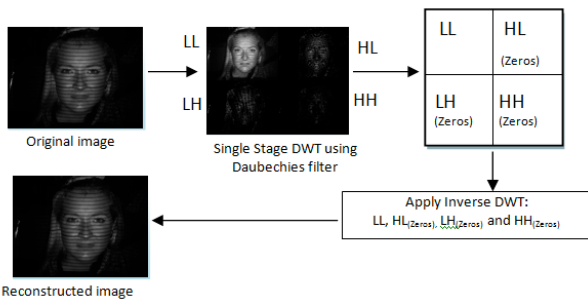 LL
HL
LH
HH
Original image
Single Stage DWT using
Daubechies filter
LL
HL
(Zeros)
LH
(Zeros)
HH
(Zeros)
Apply Inverse DWT:
LL, HL(Zeros), LH(Zeros) and HH(Zeros)
Reconstructed image